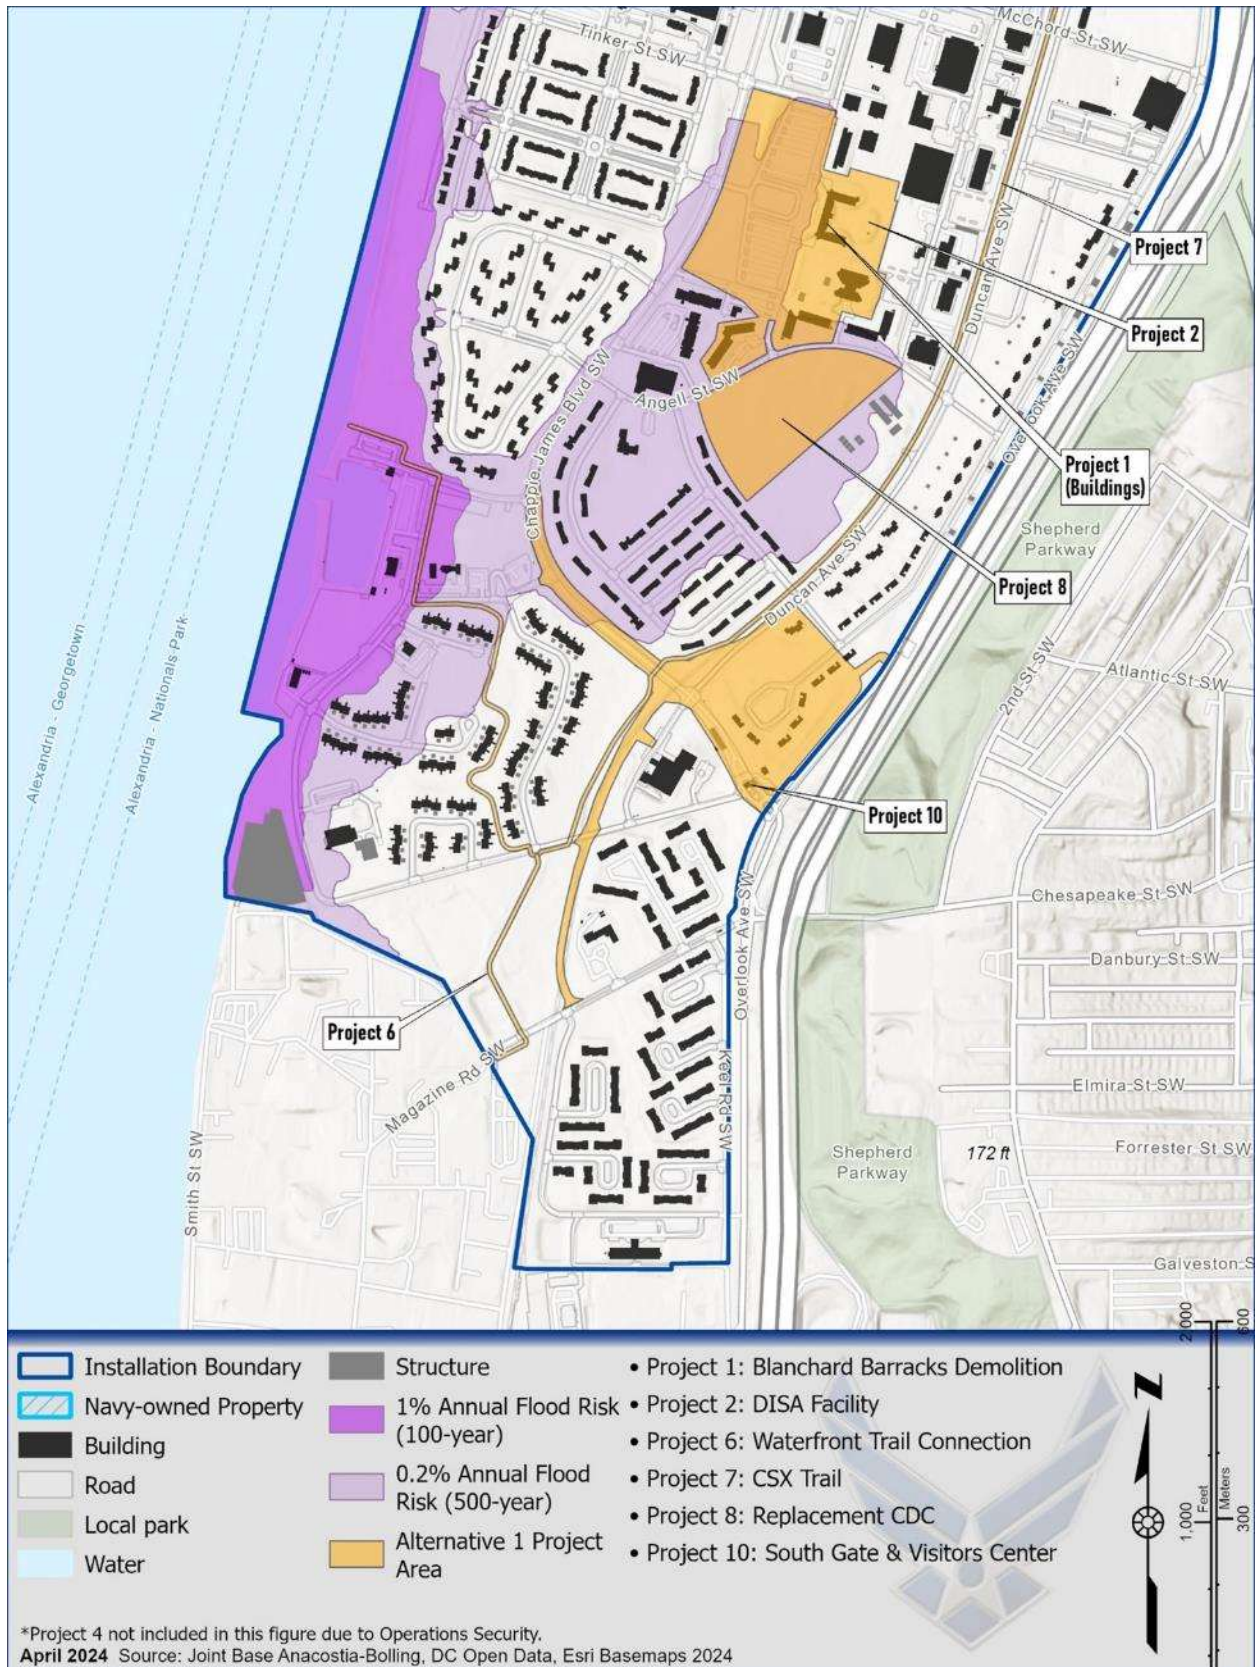 McChord St SW
Tinker St SW
Project 7
Duncan Ave SW
Project 2
Overlook Ave SW
Chappie James Blvd SW
Angell St SW
Project 1
(Buildings)
Shepherd
Parkway
Project 8
Duncan Ave SW
2nd St SW
Atlantic St SW
Alexandria - Georgetown
Alexandria - Nationals Park
Project 10
Chesapeake St SW
Overlook Ave SW
Danbury St SW
Project 6
Magazine Rd SW
Keel Rd SW
Elmira St SW
Smith St SW
Shepherd
Parkway
172 ft
Forrester St SW
Galveston S
Installation Boundary
Navy-owned Property
Building
Road
Local park
Water
Structure
1% Annual Flood Risk
(100-year)
0.2% Annual Flood
Risk (500-year)
Alternative 1 Project
Area
• Project 1: Blanchard Barracks Demolition
• Project 2: DISA Facility
• Project 6: Waterfront Trail Connection
• Project 7: CSX Trail
• Project 8: Replacement CDC
• Project 10: South Gate & Visitors Center
N
2,000
600
Feet
Meters
1,000
300
*Project 4 not included in this figure due to Operations Security.
April 2024 Source: Joint Base Anacostia-Bolling, DC Open Data, Esri Basemaps 2024